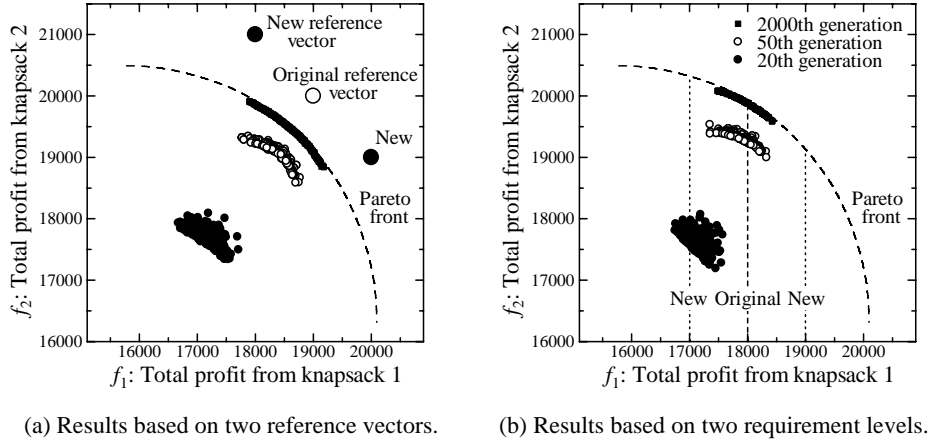 21000
20000
19000
18000
17000
16000
f2: Total profit from knapsack 2
New reference
vector
Original reference
vector
New
Pareto
front
16000 17000 18000 19000 20000
f1: Total profit from knapsack 1
(a) Results based on two reference vectors.
21000
20000
19000
18000
17000
16000
f2: Total profit from knapsack 2
2000th generation
50th generation
20th generation
Pareto
front
New Original New
16000 17000 18000 19000 20000
f1: Total profit from knapsack 1
(b) Results based on two requirement levels.